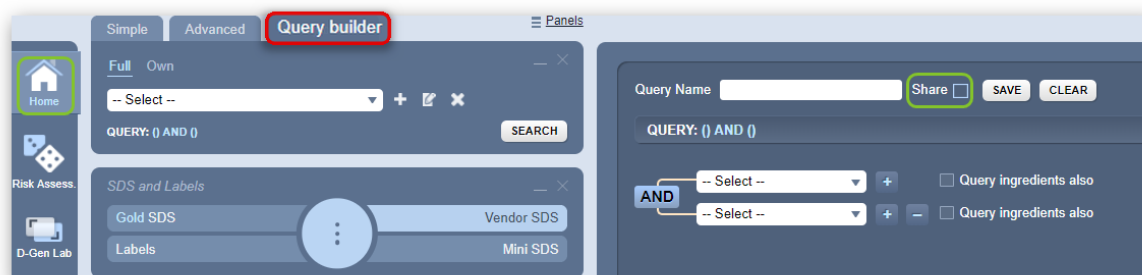 Simple Advanced Query builder ☰ Panels
Home
Risk Assess.
D-Gen Lab
Full Own
-- Select --
QUERY: () AND () SEARCH
SDS and Labels
Gold SDS Vendor SDS
Labels Mini SDS
Query Name Share SAVE CLEAR
QUERY: () AND ()
AND
-- Select -- + Query ingredients also
-- Select -- + − Query ingredients also